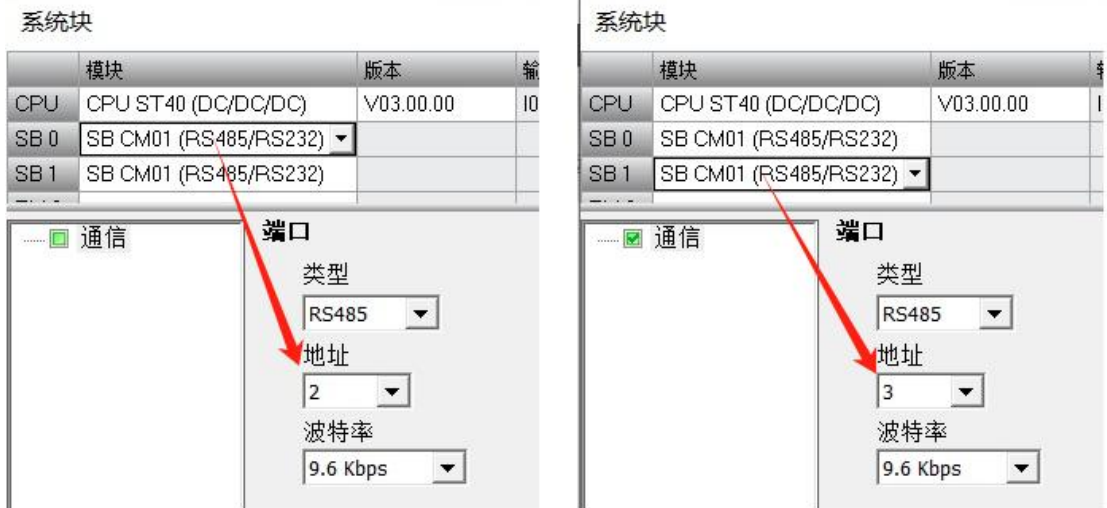 系统块
模块 版本 输
CPU CPU ST40 (DC/DC/DC) V03.00.00 I0
SB 0 SB CM01 (RS485/RS232)
SB 1 SB CM01 (RS485/RS232)
通信
端口
类型
RS485
地址
2
波特率
9.6 Kbps
系统块
模块 版本
CPU CPU ST40 (DC/DC/DC) V03.00.00 I
SB 0 SB CM01 (RS485/RS232)
SB 1 SB CM01 (RS485/RS232)
通信
端口
类型
RS485
地址
3
波特率
9.6 Kbps